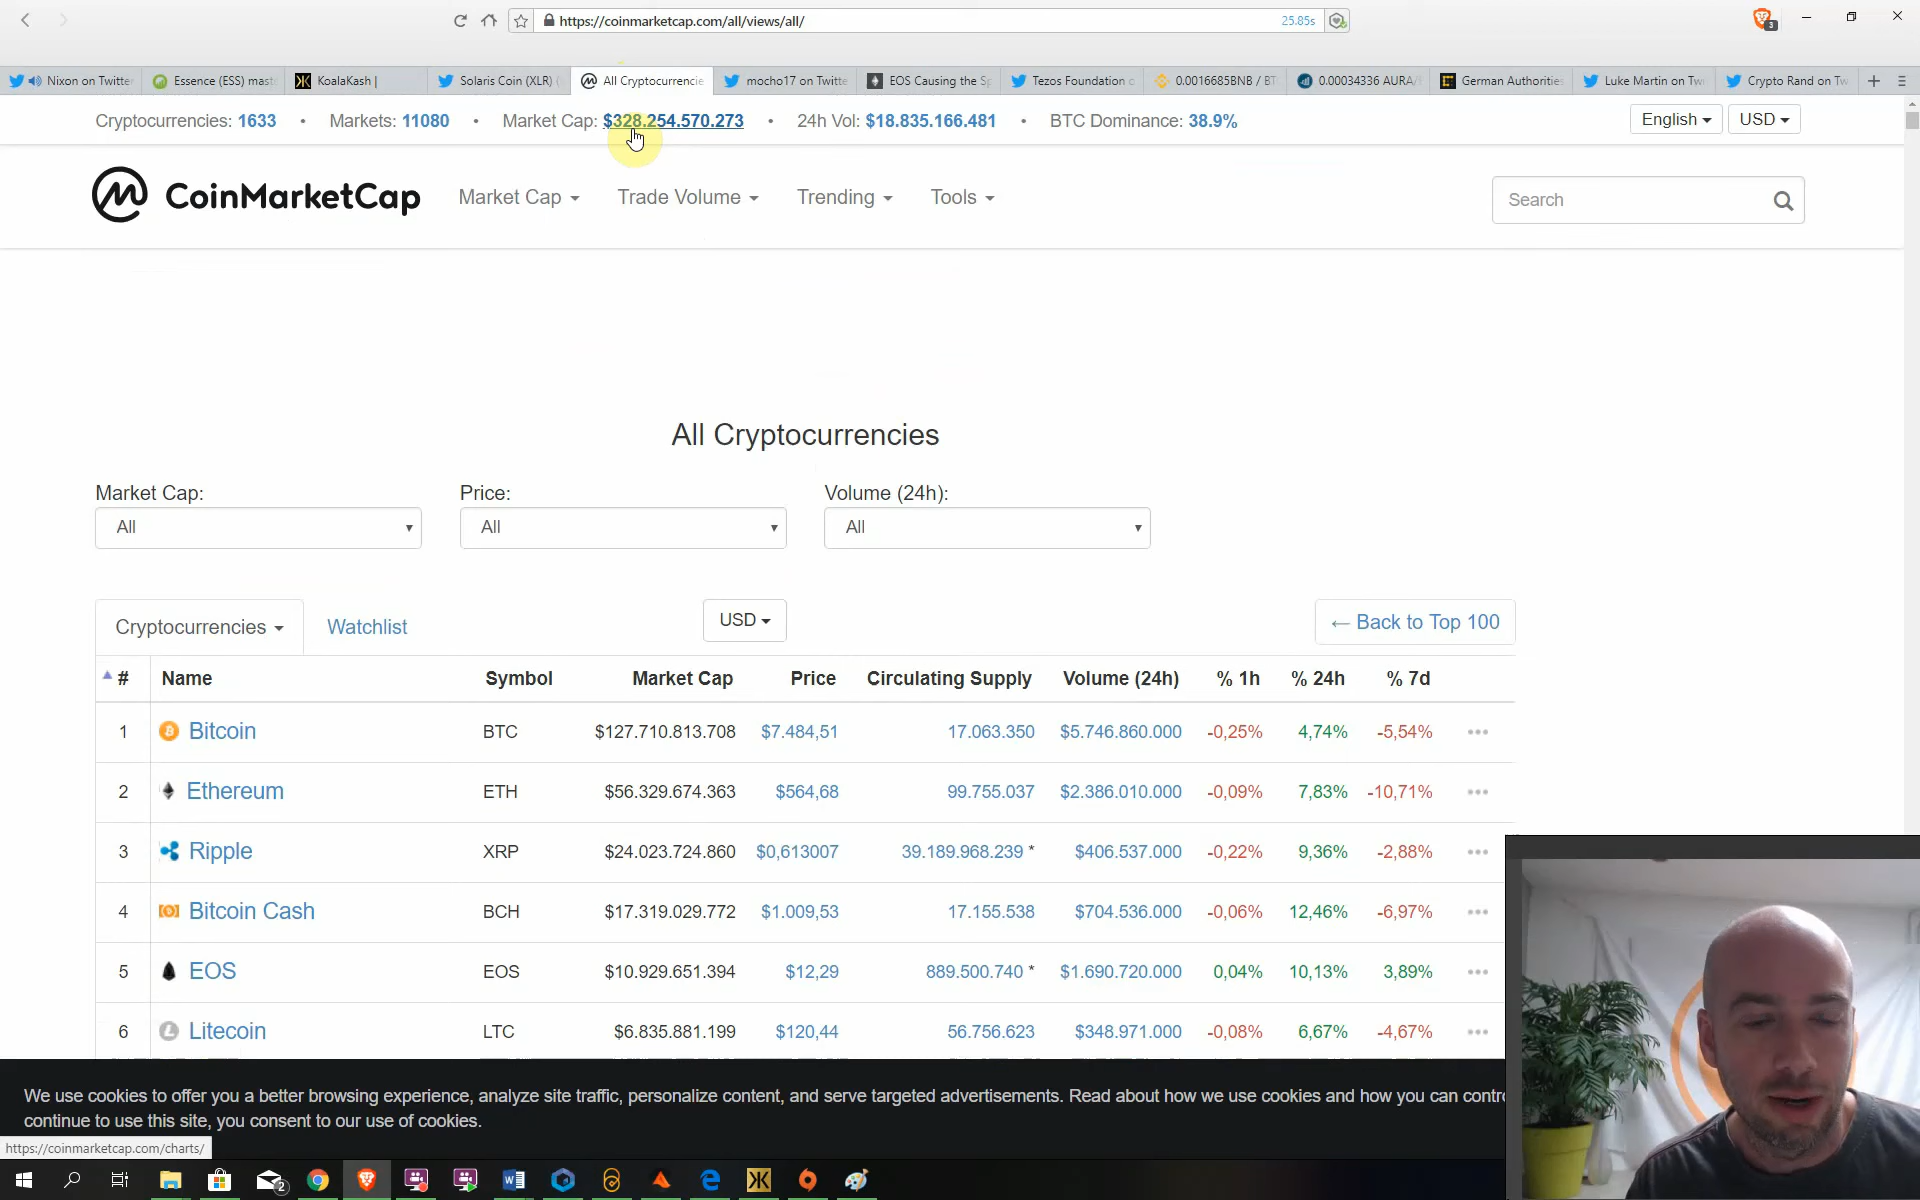 https://coinmarketcap.com/all/views/all/
25.85s
3
Nixon on Twitte
Essence (ESS) mast
KoalaKash |
Solaris Coin (XLR) (
All Cryptocurrencie
mocho17 on Twitte
EOS Causing the Sp
Tezos Foundation c
0.0016685BNB / BT
0.00034336 AURA/
German Authorities
Luke Martin on Tw
Crypto Rand on Tw
Cryptocurrencies: 1633 • Markets: 11080 • Market Cap: $328.254.570.273 • 24h Vol: $18.835.166.481 • BTC Dominance: 38.9%
English
USD
CoinMarketCap
Market Cap
Trade Volume
Trending
Tools
Search
All Cryptocurrencies
Market Cap:
Price:
Volume (24h):
All
All
All
Cryptocurrencies
Watchlist
USD
← Back to Top 100
# Name Symbol Market Cap Price Circulating Supply Volume (24h) % 1h % 24h % 7d
1 Bitcoin BTC $127.710.813.708 $7.484,51 17.063.350 $5.746.860.000 -0,25% 4,74% -5,54%
2 Ethereum ETH $56.329.674.363 $564,68 99.755.037 $2.386.010.000 -0,09% 7,83% -10,71%
3 Ripple XRP $24.023.724.860 $0,613007 39.189.968.239 * $406.537.000 -0,22% 9,36% -2,88%
4 Bitcoin Cash BCH $17.319.029.772 $1.009,53 17.155.538 $704.536.000 -0,06% 12,46% -6,97%
5 EOS EOS $10.929.651.394 $12,29 889.500.740 * $1.690.720.000 0,04% 10,13% 3,89%
6 Litecoin LTC $6.835.881.199 $120,44 56.756.623 $348.971.000 -0,08% 6,67% -4,67%
We use cookies to offer you a better browsing experience, analyze site traffic, personalize content, and serve targeted advertisements. Read about how we use cookies and how you can contr
continue to use this site, you consent to our use of cookies.
https://coinmarketcap.com/charts/
2